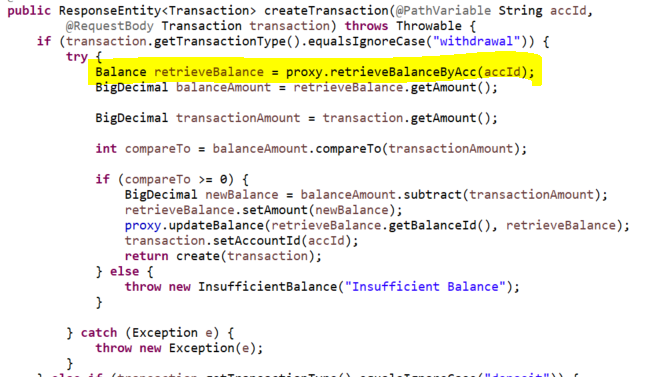 public ResponseEntity<Transaction> createTransaction(@PathVariable String accId,
@RequestBody Transaction transaction) throws Throwable {
if (transaction.getTransactionType().equalsIgnoreCase("withdrawal")) {
try {
Balance retrieveBalance = proxy.retrieveBalanceByAcc(accId);
BigDecimal balanceAmount = retrieveBalance.getAmount();
BigDecimal transactionAmount = transaction.getAmount();
int compareTo = balanceAmount.compareTo(transactionAmount);
if (compareTo >= 0) {
BigDecimal newBalance = balanceAmount.subtract(transactionAmount);
retrieveBalance.setAmount(newBalance);
proxy.updateBalance(retrieveBalance.getBalanceId(), retrieveBalance);
transaction.setAccountId(accId);
return create(transaction);
} else {
throw new InsufficientBalance("Insufficient Balance");
}
} catch (Exception e) {
throw new Exception(e);
}
} else if (transaction.getTransactionType().equalsIgnoreCase("deposit")) {